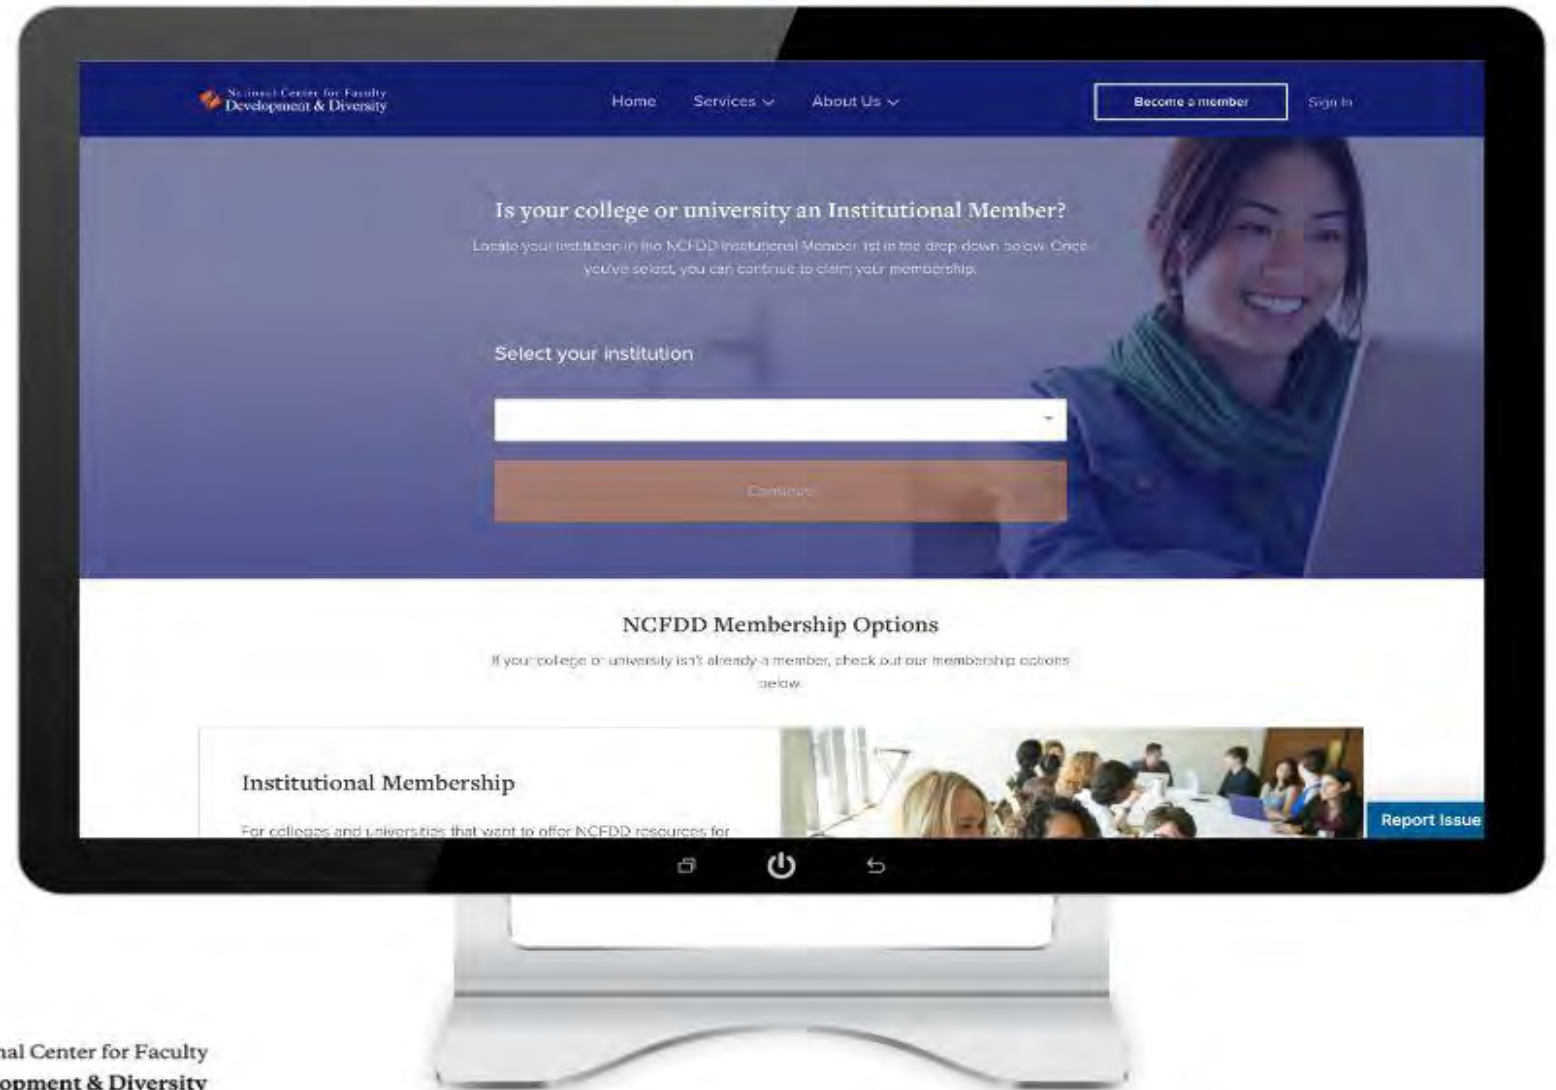 National Center for Faculty
Development & Diversity
Home Services About Us
Become a member
Sign In
Is your college or university an Institutional Member?
Locate your institution in the NCFDD Institutional Member list in the drop-down below. Once
you've select, you can continue to claim your membership.
Select your institution
Continue
NCFDD Membership Options
If your college or university isn't already a member, check out our membership options
below.
Institutional Membership
For colleges and universities that want to offer NCFDD resources for
Report Issue
nal Center for Faculty
opment & Diversity